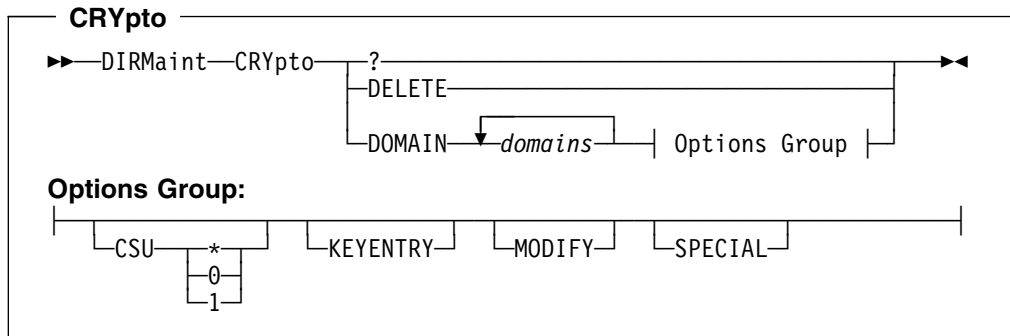 CRYpto
DIRMaint CRYpto ?
DELETE
DOMAIN domains Options Group
Options Group:
CSU * KEYENTRY MODIFY SPECIAL
0
1